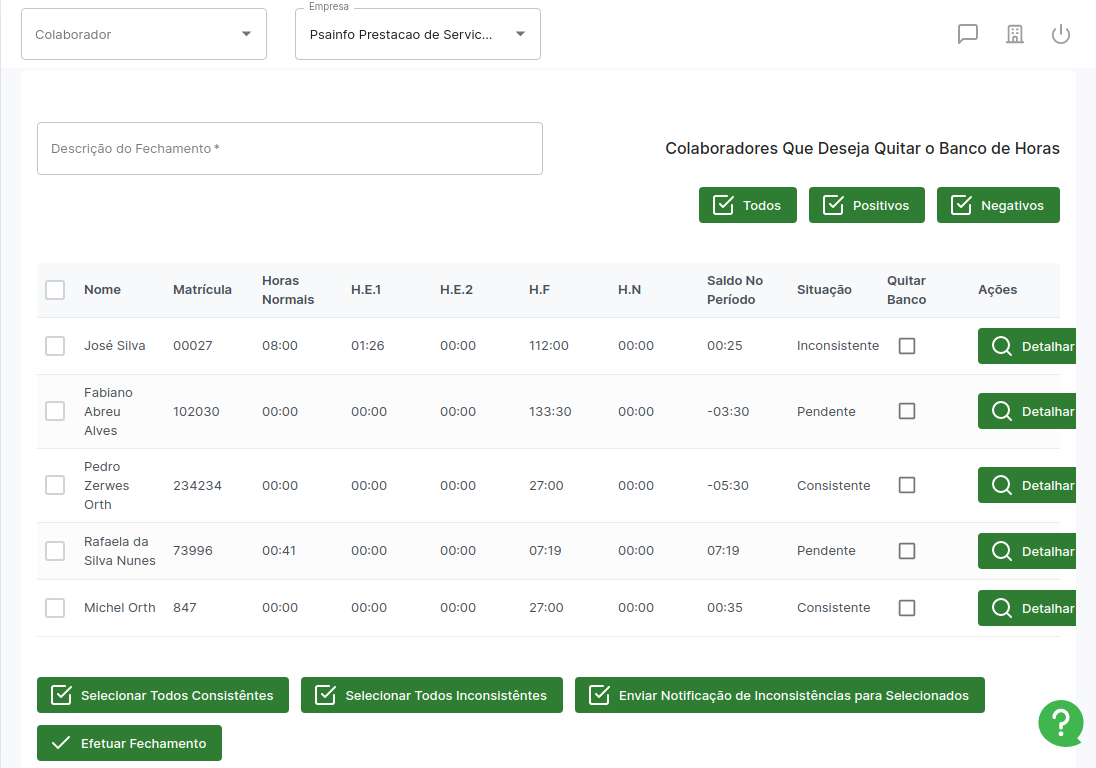 Empresa
Colaborador
Psainfo Prestacao de Servic...
Descrição do Fechamento *
Colaboradores Que Deseja Quitar o Banco de Horas
Todos
Positivos
Negativos
Nome Matrícula Horas Normais H.E.1 H.E.2 H.F H.N Saldo No Período Situação Quitar Banco Ações
José Silva 00027 08:00 01:26 00:00 112:00 00:00 00:25 Inconsistente Detalhar
Fabiano Abreu Alves 102030 00:00 00:00 00:00 133:30 00:00 -03:30 Pendente Detalhar
Pedro Zerwes Orth 234234 00:00 00:00 00:00 27:00 00:00 -05:30 Consistente Detalhar
Rafaela da Silva Nunes 73996 00:41 00:00 00:00 07:19 00:00 07:19 Pendente Detalhar
Michel Orth 847 00:00 00:00 00:00 27:00 00:00 00:35 Consistente Detalhar
Selecionar Todos Consistêntes
Selecionar Todos Inconsistêntes
Enviar Notificação de Inconsistências para Selecionados
Efetuar Fechamento
?